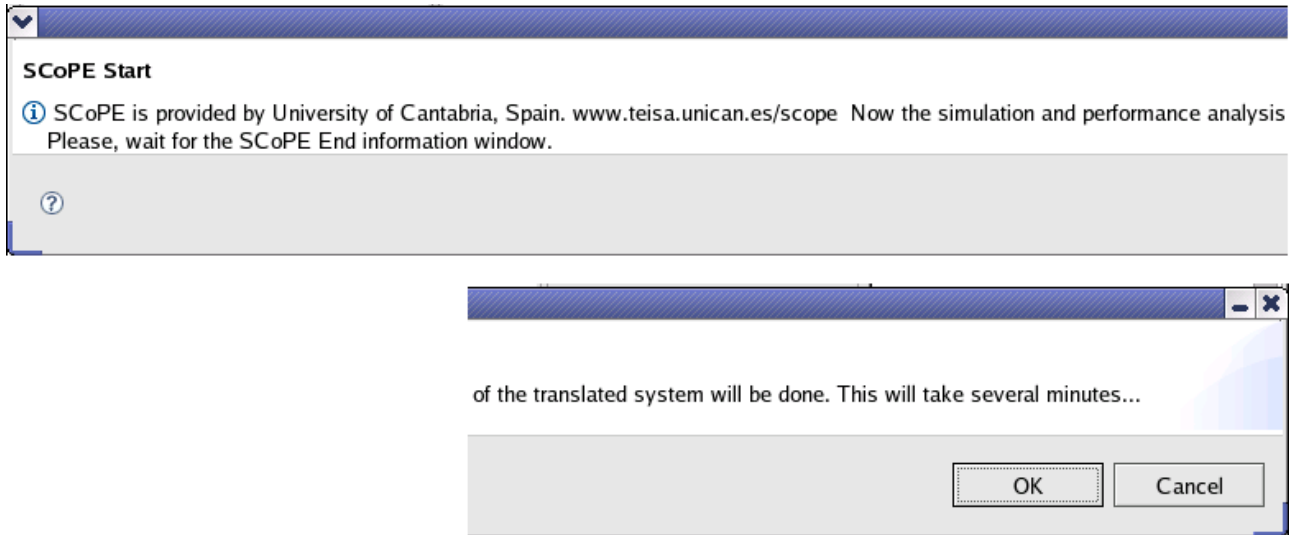 SCoPE Start
SCoPE is provided by University of Cantabria, Spain. www.teisa.unican.es/scope Now the simulation and performance analysis
Please, wait for the SCoPE End information window.
?
of the translated system will be done. This will take several minutes...
OK Cancel